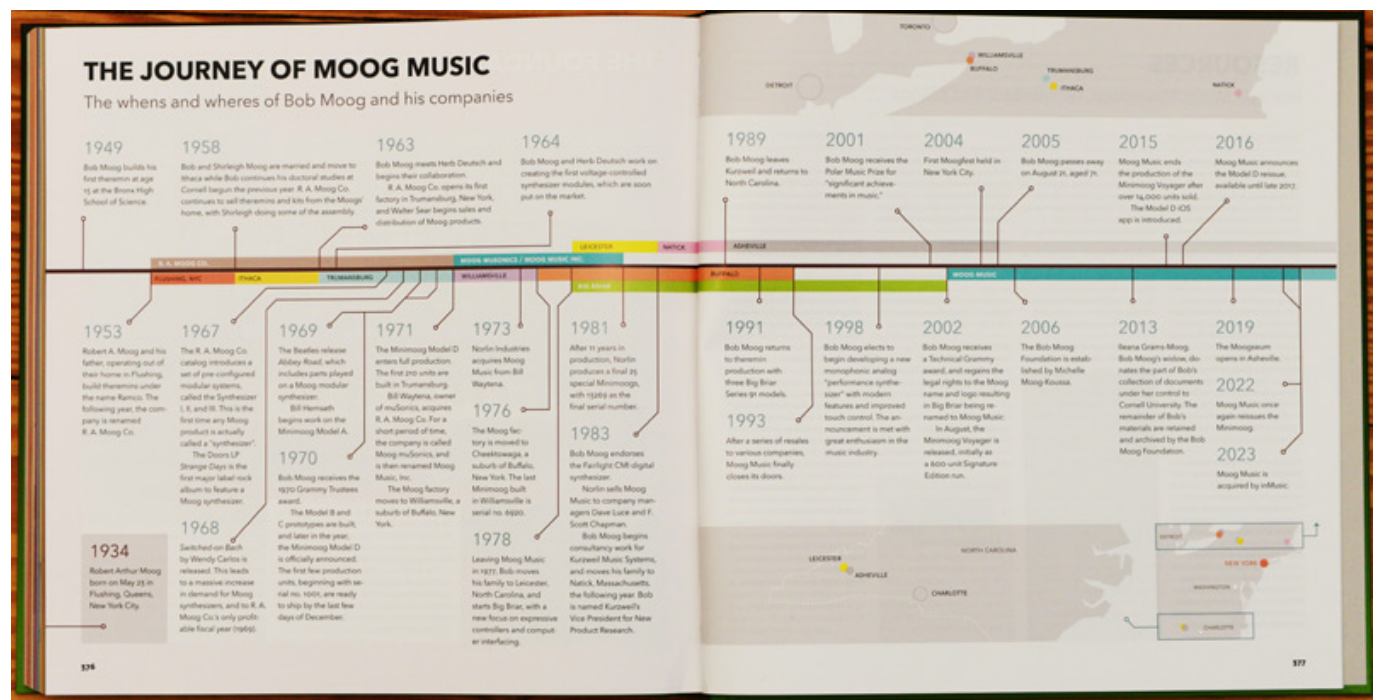 THE JOURNEY OF MOOG MUSIC
The whens and wheres of Bob Moog and his companies
1949
Bob Moog builds his
first theremin at age
15 at the Bronx High
School of Science.
1958
Bob and Shirleigh Moog are married and move to
Ithaca while Bob continues his doctoral studies at
Cornell begun the previous year. R. A. Moog Co.
continues to sell theremins and kits from the Moogs'
home, with Shirleigh doing some of the assembly.
1963
Bob Moog meets Herb Deutsch and
begins their collaboration.
R. A. Moog Co. opens its first
factory in Trumansburg, New York,
and Walter Sear begins sales and
distribution of Moog products.
1964
Bob Moog and Herb Deutsch work on
creating the first voltage-controlled
synthesizer modules, which are soon
put on the market.
R. A. MOOG CO.
MOOG MUSONICS / MOOG MUSIC INC.
LEICESTER
NATICK
FLUSHING, NYC
ITHACA
TRUMANSBURG
WILLIAMSVILLE
BIG BRIAR
1953
Robert A. Moog and his
father, operating out of
their home in Flushing,
build theremins under
the name Ramco. The
following year, the com-
pany is renamed
R. A. Moog Co.
1934
Robert Arthur Moog
born on May 23 in
Flushing, Queens,
New York City.
1967
The R. A. Moog Co.
catalog introduces a
set of pre-configured
modular systems,
called the Synthesizer
I, II, and III. This is the
first time any Moog
product is actually
called a "synthesizer".
The Doors LP
Strange Days is the
first major label rock
album to feature a
Moog synthesizer.
1968
Switched on Bach
by Wendy Carlos is
released. This leads
to a massive increase
in demand for Moog
synthesizers, and to R. A.
Moog Co.'s only profit-
able fiscal year (1969).
1969
The Beatles release
Abbey Road, which
includes parts played
on a Moog modular
synthesizer.
Bill Hemsath
begins work on the
Minimoog Model A.
1970
Bob Moog receives the
1970 Grammy Trustees
award.
The Model B and
C prototypes are built,
and later in the year,
the Minimoog Model D
is officially announced.
The first few production
units, beginning with se-
rial no. 1001, are ready
to ship by the last few
days of December.
1971
The Minimoog Model D
enters full production.
The first 210 units are
built in Trumansburg.
Bill Waytena, owner
of muSonics, acquires
R. A. Moog Co. For a
short period of time,
the company is called
Moog muSonics, and
is then renamed Moog
Music, Inc.
The Moog factory
moves to Williamsville, a
suburb of Buffalo, New
York.
1973
Norlin Industries
acquires Moog
Music from Bill
Waytena.
1976
The Moog fac-
tory is moved to
Cheektowaga, a
suburb of Buffalo,
New York. The last
Minimoog built
in Williamsville is
serial no. 6920.
1978
Leaving Moog Music
in 1977, Bob moves
his family to Leicester,
North Carolina, and
starts Big Briar, with a
new focus on expressive
controllers and comput-
er interfacing.
1981
After 11 years in
production, Norlin
produces a final 25
special Minimoogs,
with 13269 as the
final serial number.
1983
Bob Moog endorses
the Fairlight CMI digital
synthesizer.
Norlin sells Moog
Music to company man-
agers Dave Luce and F.
Scott Chapman.
Bob Moog begins
consultancy work for
Kurzweil Music Systems,
and moves his family to
Natick, Massachusetts,
the following year. Bob
is named Kurzweil's
Vice President for New
Product Research.
576
TORONTO
WILLIAMSVILLE
BUFFALO
TRUMANSBURG
ITHACA
DETROIT
NATICK
1989
Bob Moog leaves
Kurzweil and returns to
North Carolina.
2001
Bob Moog receives the
Polar Music Prize for
"significant achieve-
ments in music."
2004
First Moogfest held in
New York City.
2005
Bob Moog passes away
on August 21, aged 71.
2015
Moog Music ends
the production of the
Minimoog Voyager after
over 14,000 units sold.
The Model D iOS
app is introduced.
2016
Moog Music announces
the Model D reissue,
available until late 2017.
ASHEVILLE
BUFFALO
MOOG MUSIC
1991
Bob Moog returns
to theremin
production with
three Big Briar
Series 91 models.
1993
After a series of resales
to various companies,
Moog Music finally
closes its doors.
1998
Bob Moog elects to
begin developing a new
monophonic analog
"performance synthe-
sizer" with modern
features and improved
touch control. The an-
nouncement is met with
great enthusiasm in the
music industry.
2002
Bob Moog receives
a Technical Grammy
award, and regains the
legal rights to the Moog
name and logo resulting
in Big Briar being re-
named to Moog Music.
In August, the
Minimoog Voyager is
released, initially as
a 600 unit Signature
Edition run.
2006
The Bob Moog
Foundation is estab-
lished by Michelle
Moog-Koussa.
2013
Ileana Grams-Moog,
Bob Moog's widow, do-
nates the part of Bob's
collection of documents
under her control to
Cornell University. The
remainder of Bob's
materials are retained
and archived by the Bob
Moog Foundation.
2019
The Moogseum
opens in Asheville.
2022
Moog Music once
again reissues the
Minimoog.
2023
Moog Music is
acquired by inMusic.
LEICESTER
ASHEVILLE
NORTH CAROLINA
CHARLOTTE
DETROIT
NEW YORK
WASHINGTON
CHARLOTTE
577